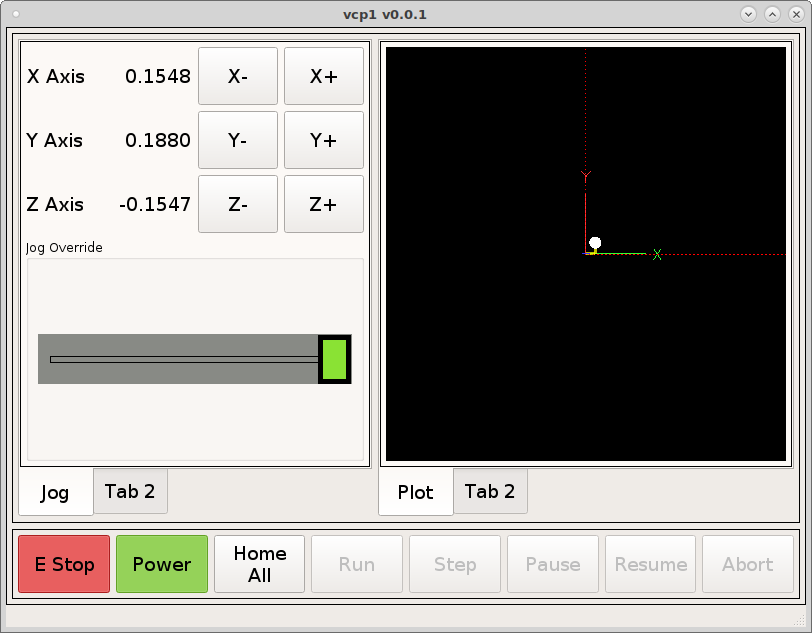 vcp1 v0.0.1
X Axis 0.1548 X- X+
Y Axis 0.1880 Y- Y+
Z Axis -0.1547 Z- Z+
Jog Override
Y
X
Jog Tab 2
Plot Tab 2
E Stop Power Home All Run Step Pause Resume Abort